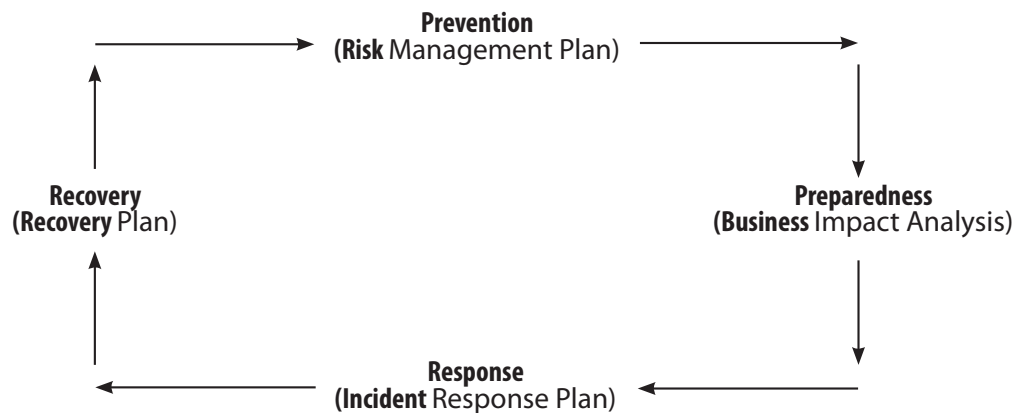 Prevention
(Risk Management Plan)
Recovery
(Recovery Plan)
Preparedness
(Business Impact Analysis)
Response
(Incident Response Plan)